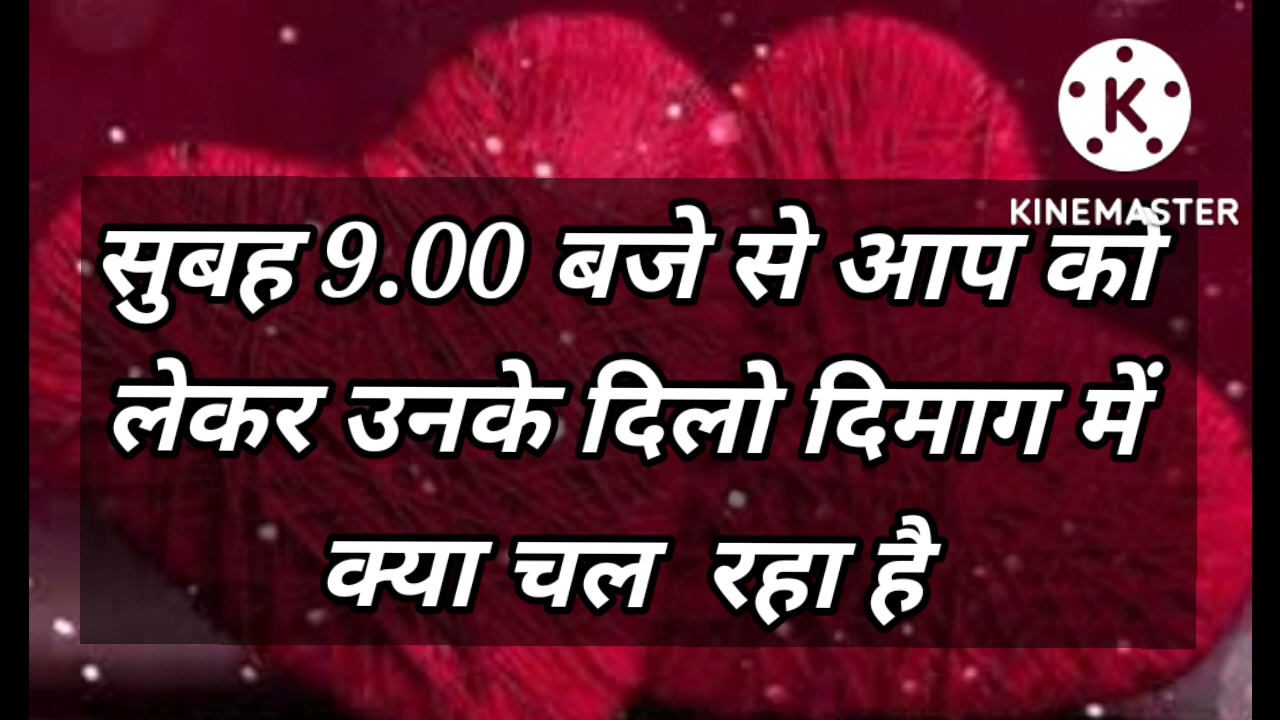 KINEMASTER
सुबह 9.00 बजे से आप को
लेकर उनके दिलो दिमाग में
क्या चल रहा है